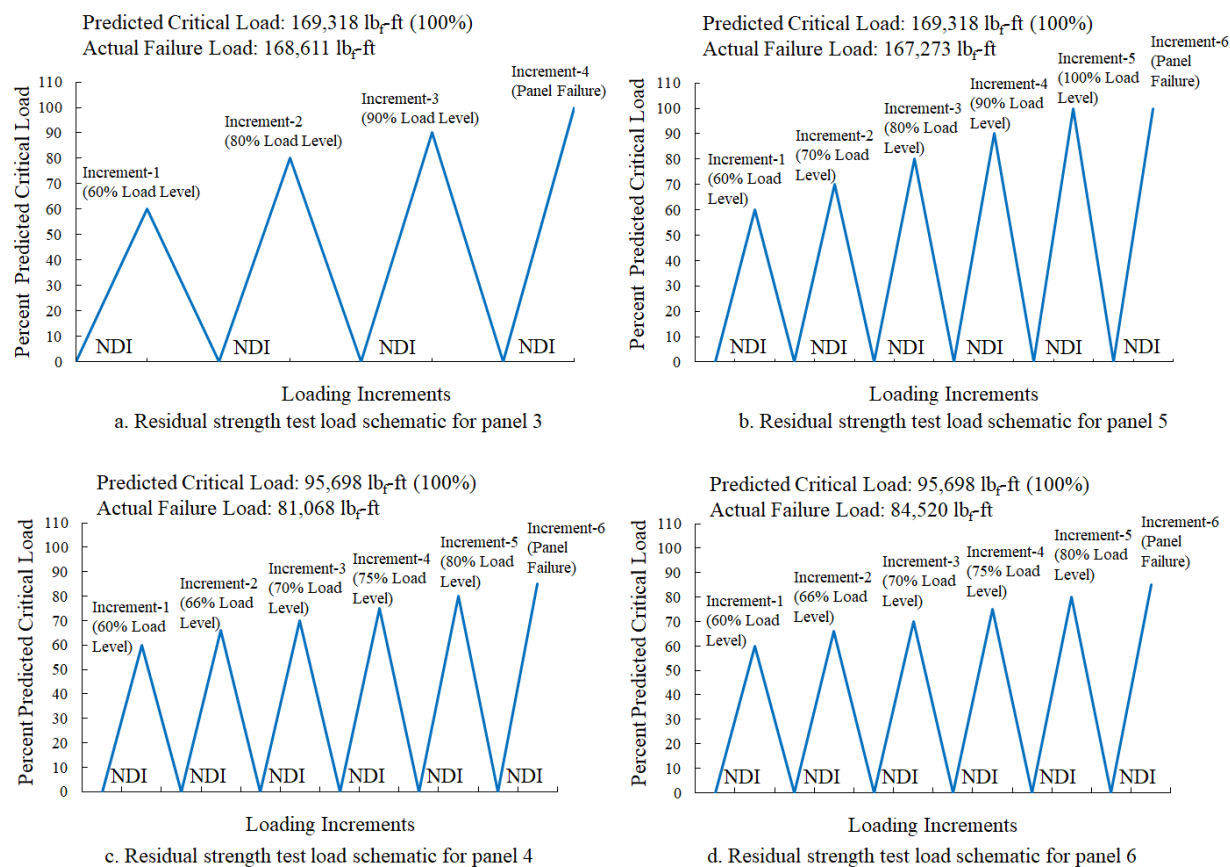 Predicted Critical Load: 169,318 lbf-ft (100%)
Actual Failure Load: 168,611 lbf-ft
Percent Predicted Critical Load
110
100
90
80
70
60
50
40
30
20
10
0
Increment-1
(60% Load Level)
Increment-2
(80% Load Level)
Increment-3
(90% Load Level)
Increment-4
(Panel Failure)
NDI
NDI
NDI
NDI
Loading Increments
a. Residual strength test load schematic for panel 3
Predicted Critical Load: 169,318 lbf-ft (100%)
Actual Failure Load: 167,273 lbf-ft
Percent Predicted Critical Load
110
100
90
80
70
60
50
40
30
20
10
0
Increment-1
(60% Load
Level)
Increment-2
(70% Load
Level)
Increment-3
(80% Load
Level)
Increment-4
(90% Load
Level)
Increment-5
(100% Load
Level)
Increment-6
(Panel
Failure)
NDI
NDI
NDI
NDI
NDI
NDI
Loading Increments
b. Residual strength test load schematic for panel 5
Predicted Critical Load: 95,698 lbf-ft (100%)
Actual Failure Load: 81,068 lbf-ft
Percent Predicted Critical Load
110
100
90
80
70
60
50
40
30
20
10
0
Increment-1
(60% Load
Level)
Increment-2
(66% Load
Level)
Increment-3
(70% Load
Level)
Increment-4
(75% Load
Level)
Increment-5
(80% Load
Level)
Increment-6
(Panel
Failure)
NDI
NDI
NDI
NDI
NDI
NDI
Loading Increments
c. Residual strength test load schematic for panel 4
Predicted Critical Load: 95,698 lbf-ft (100%)
Actual Failure Load: 84,520 lbf-ft
Percent Predicted Critical Load
110
100
90
80
70
60
50
40
30
20
10
0
Increment-1
(60% Load
Level)
Increment-2
(66% Load
Level)
Increment-3
(70% Load
Level)
Increment-4
(75% Load
Level)
Increment-5
(80% Load
Level)
Increment-6
(Panel
Failure)
NDI
NDI
NDI
NDI
NDI
NDI
Loading Increments
d. Residual strength test load schematic for panel 6